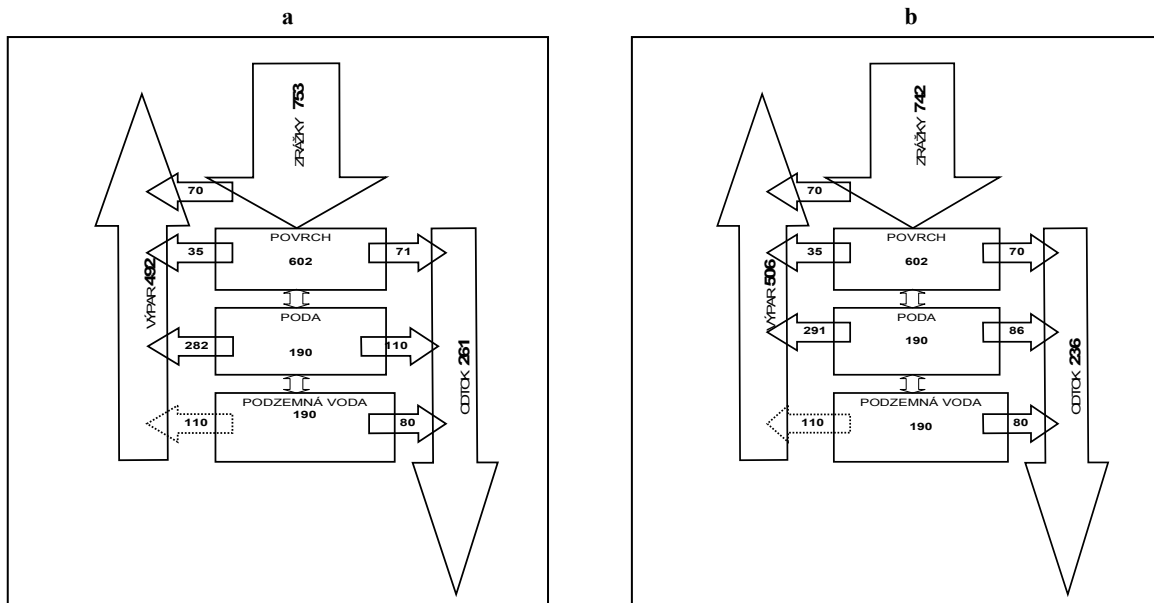 a
ZRÁŽKY 753
70
POVRCH
35
602
71
VÝPAR 492
PODA
282
190
110
ODTOK 261
PODZEMNÁ VODA
190
110
80
b
ZRÁŽKY 742
70
POVRCH
35
602
70
VÝPAR 506
PODA
291
190
86
ODTOK 236
PODZEMNÁ VODA
110
190
80